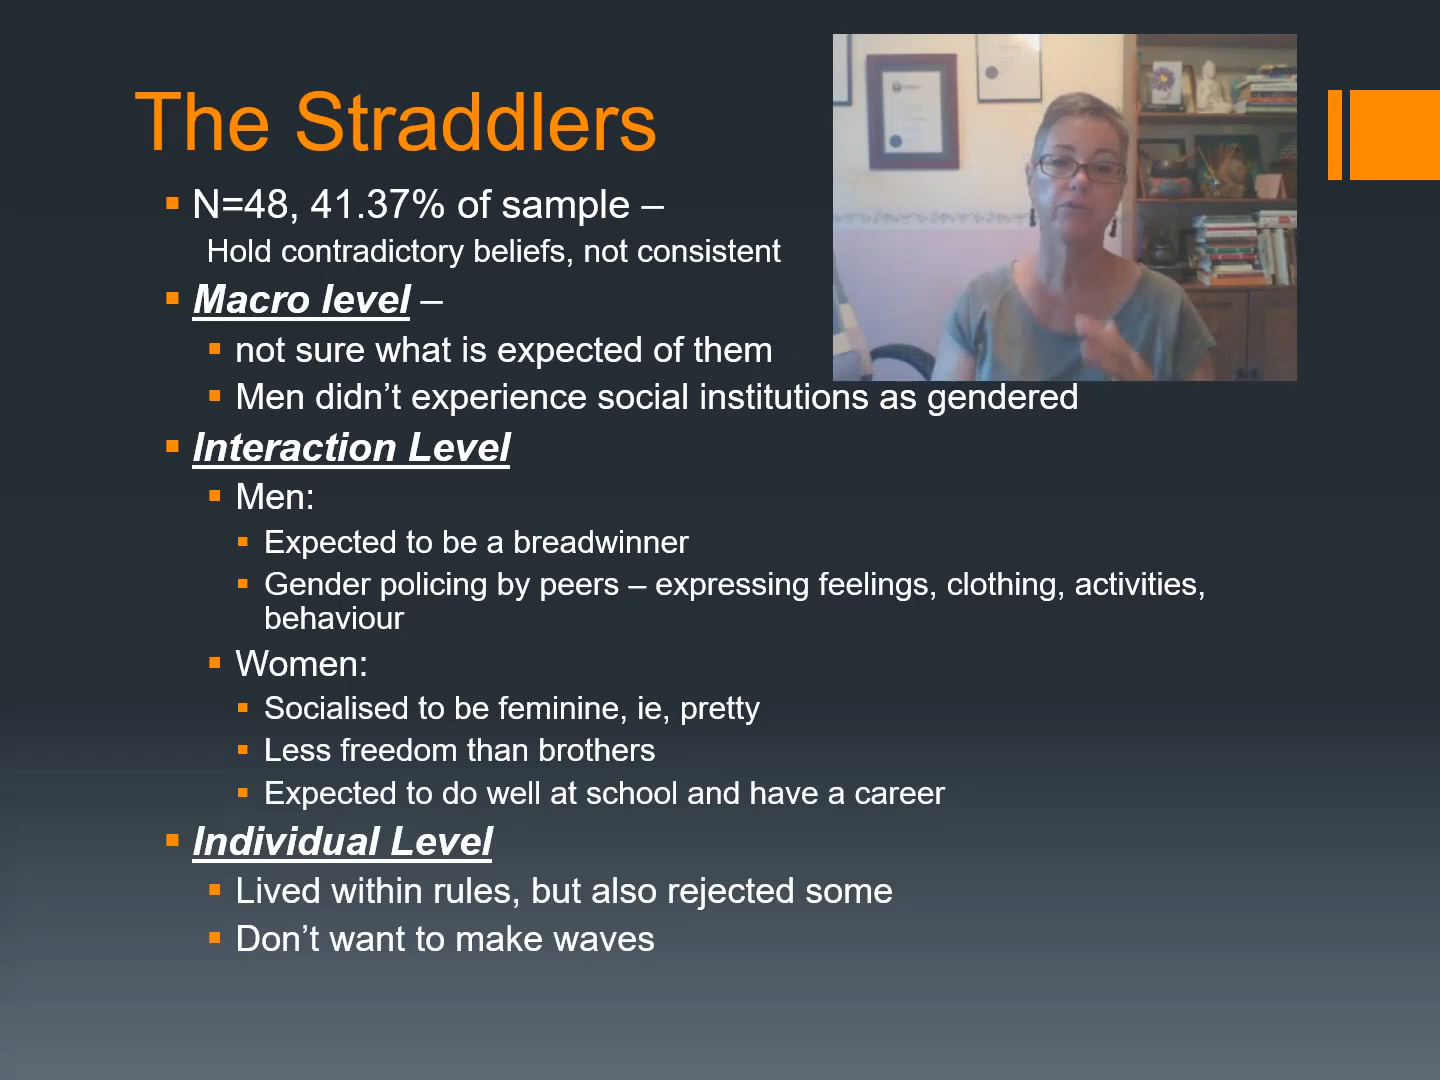 The Straddlers
N=48, 41.37% of sample –
Hold contradictory beliefs, not consistent
Macro level –
not sure what is expected of them
Men didn’t experience social institutions as gendered
Interaction Level
Men:
Expected to be a breadwinner
Gender policing by peers – expressing feelings, clothing, activities,
behaviour
Women:
Socialised to be feminine, ie, pretty
Less freedom than brothers
Expected to do well at school and have a career
Individual Level
Lived within rules, but also rejected some
Don’t want to make waves